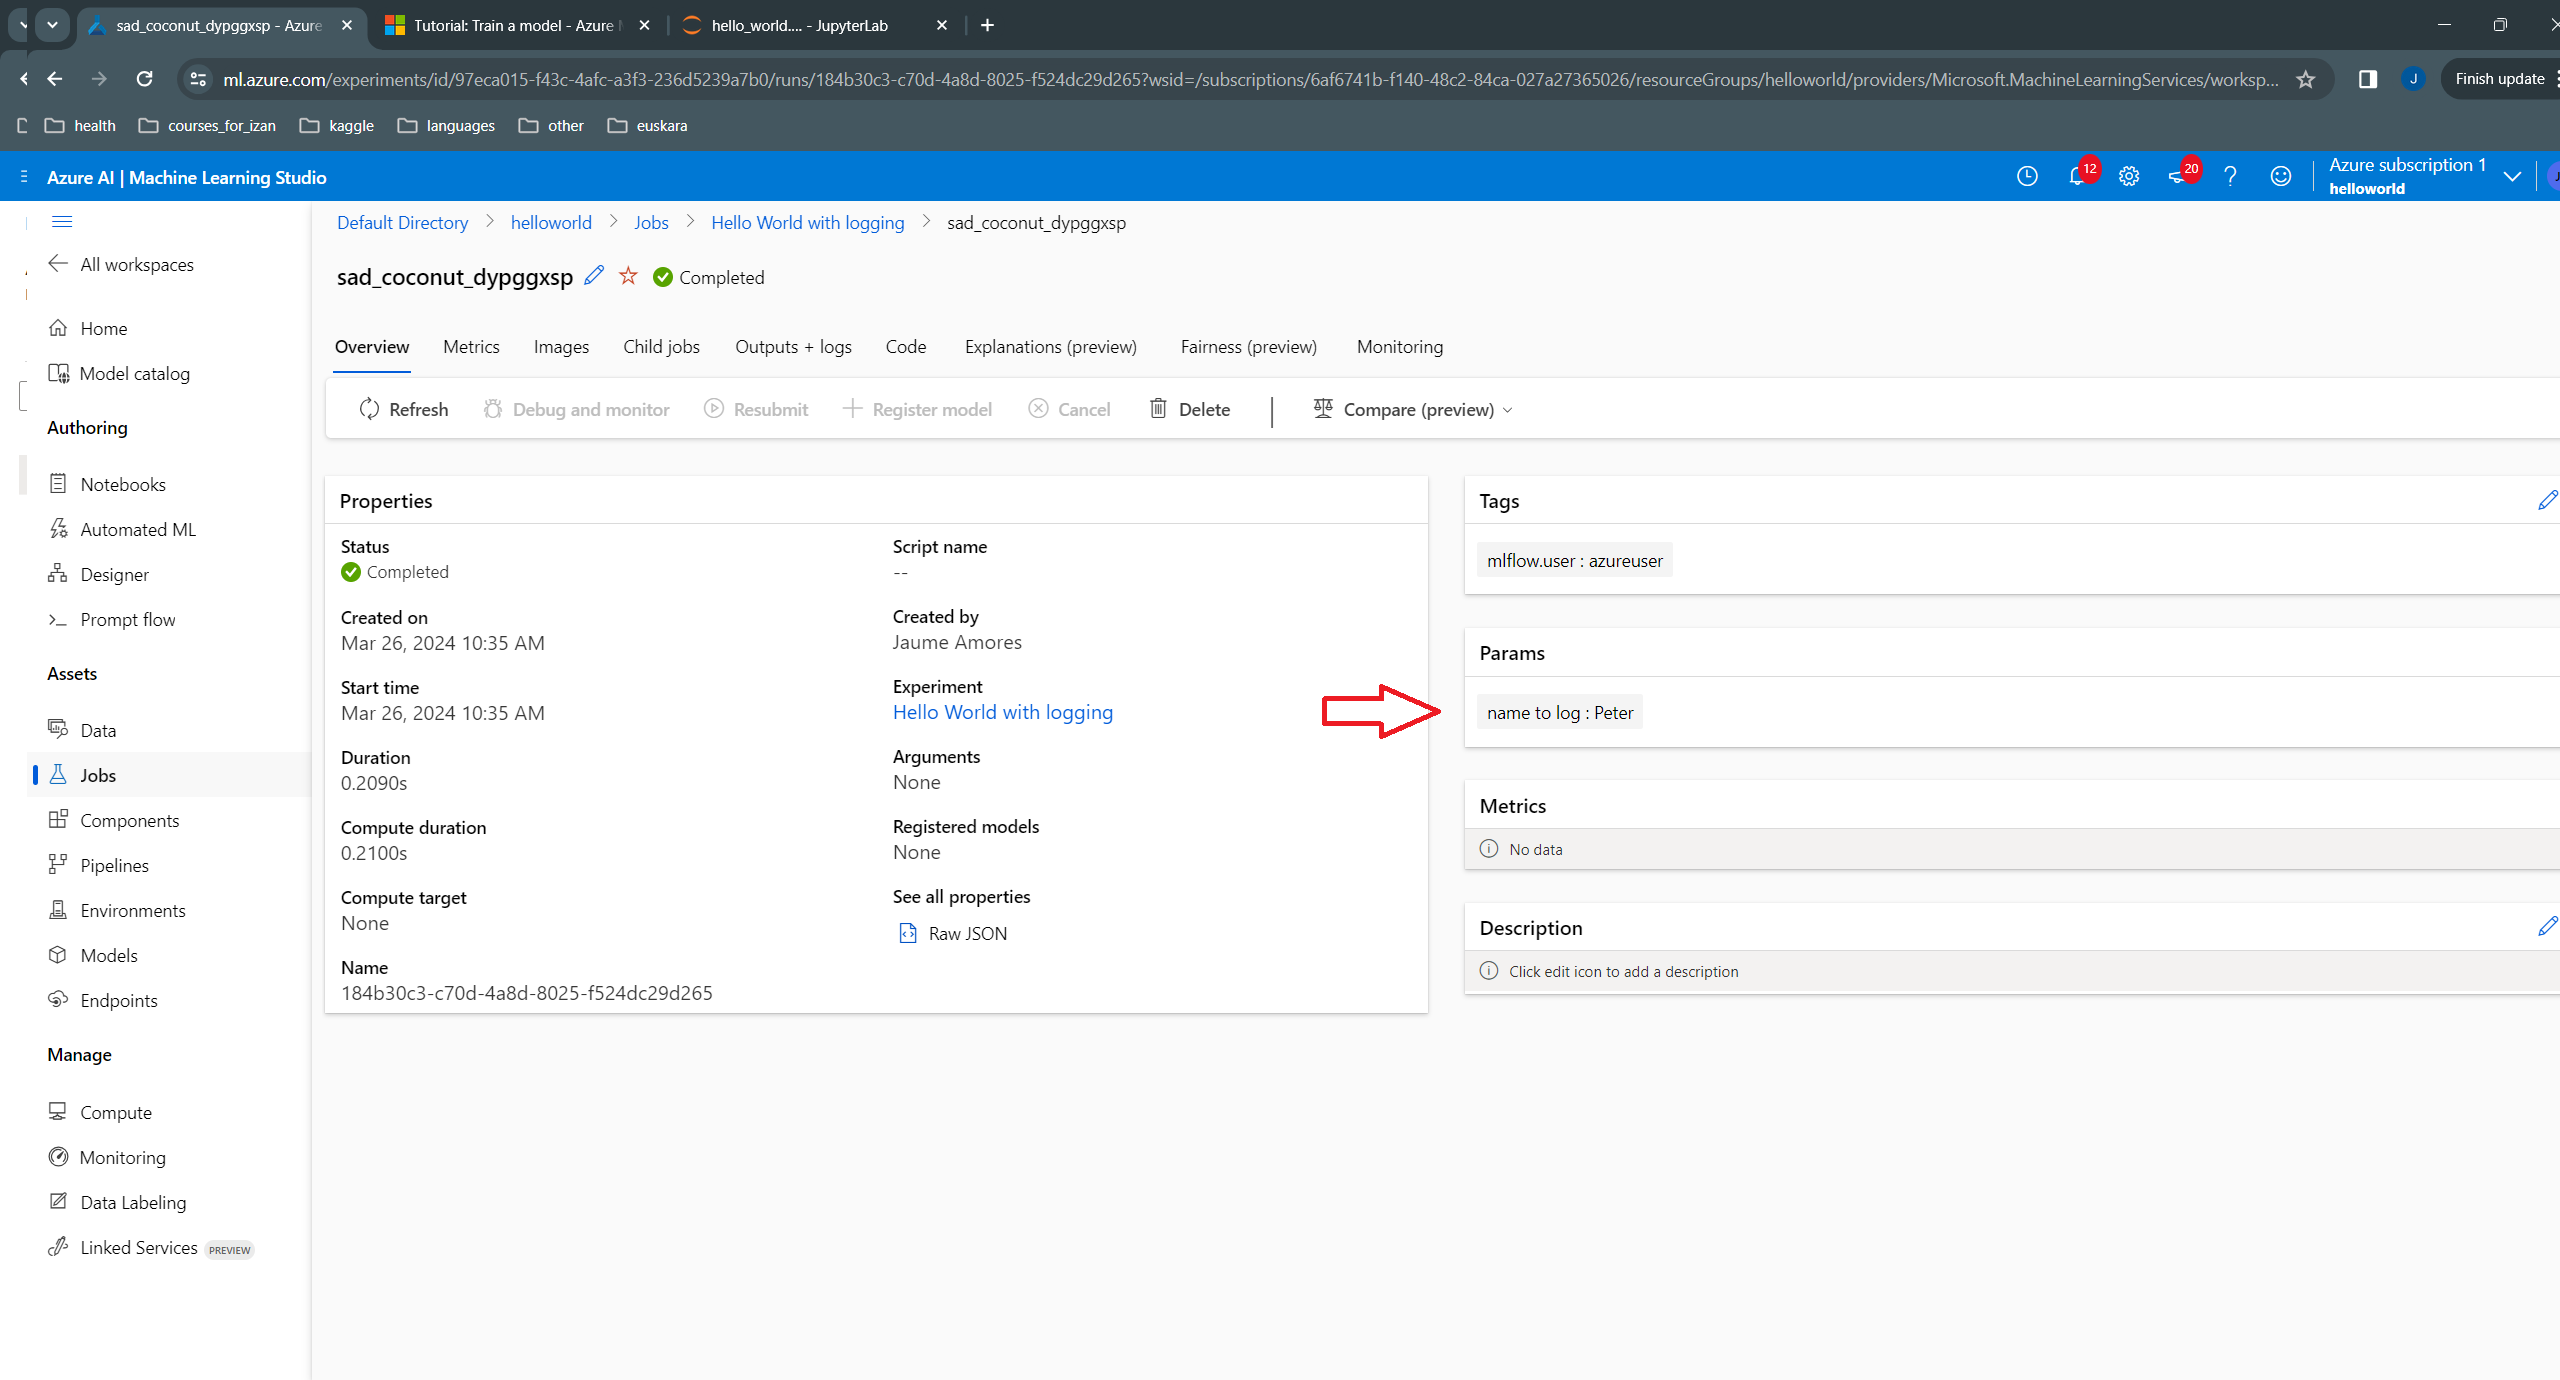 sad_coconut_dypggxsp - Azure
Tutorial: Train a model - Azure
hello_world.... - JupyterLab
ml.azure.com/experiments/id/97eca015-f43c-4afc-a3f3-236d5239a7b0/runs/184b30c3-c70d-4a8d-8025-f524dc29d265?wsid=/subscriptions/6af6741b-f140-48c2-84ca-027a27365026/resourceGroups/helloworld/providers/Microsoft.MachineLearningServices/worksp...
J
Finish update
health
courses_for_izan
kaggle
languages
other
euskara
Azure AI | Machine Learning Studio
12
20
Azure subscription 1
helloworld
Default Directory > helloworld > Jobs > Hello World with logging > sad_coconut_dypggxsp
All workspaces
sad_coconut_dypggxsp
Completed
Home
Model catalog
Authoring
Notebooks
Automated ML
Designer
Prompt flow
Assets
Data
Jobs
Components
Pipelines
Environments
Models
Endpoints
Manage
Compute
Monitoring
Data Labeling
Linked Services PREVIEW
Overview
Metrics
Images
Child jobs
Outputs + logs
Code
Explanations (preview)
Fairness (preview)
Monitoring
Refresh
Debug and monitor
Resubmit
Register model
Cancel
Delete
Compare (preview)
Properties
Status
Completed
Created on
Mar 26, 2024 10:35 AM
Start time
Mar 26, 2024 10:35 AM
Duration
0.2090s
Compute duration
0.2100s
Compute target
None
Name
184b30c3-c70d-4a8d-8025-f524dc29d265
Script name
--
Created by
Jaume Amores
Experiment
Hello World with logging
Arguments
None
Registered models
None
See all properties
Raw JSON
Tags
mlflow.user : azureuser
Params
name to log : Peter
Metrics
No data
Description
Click edit icon to add a description